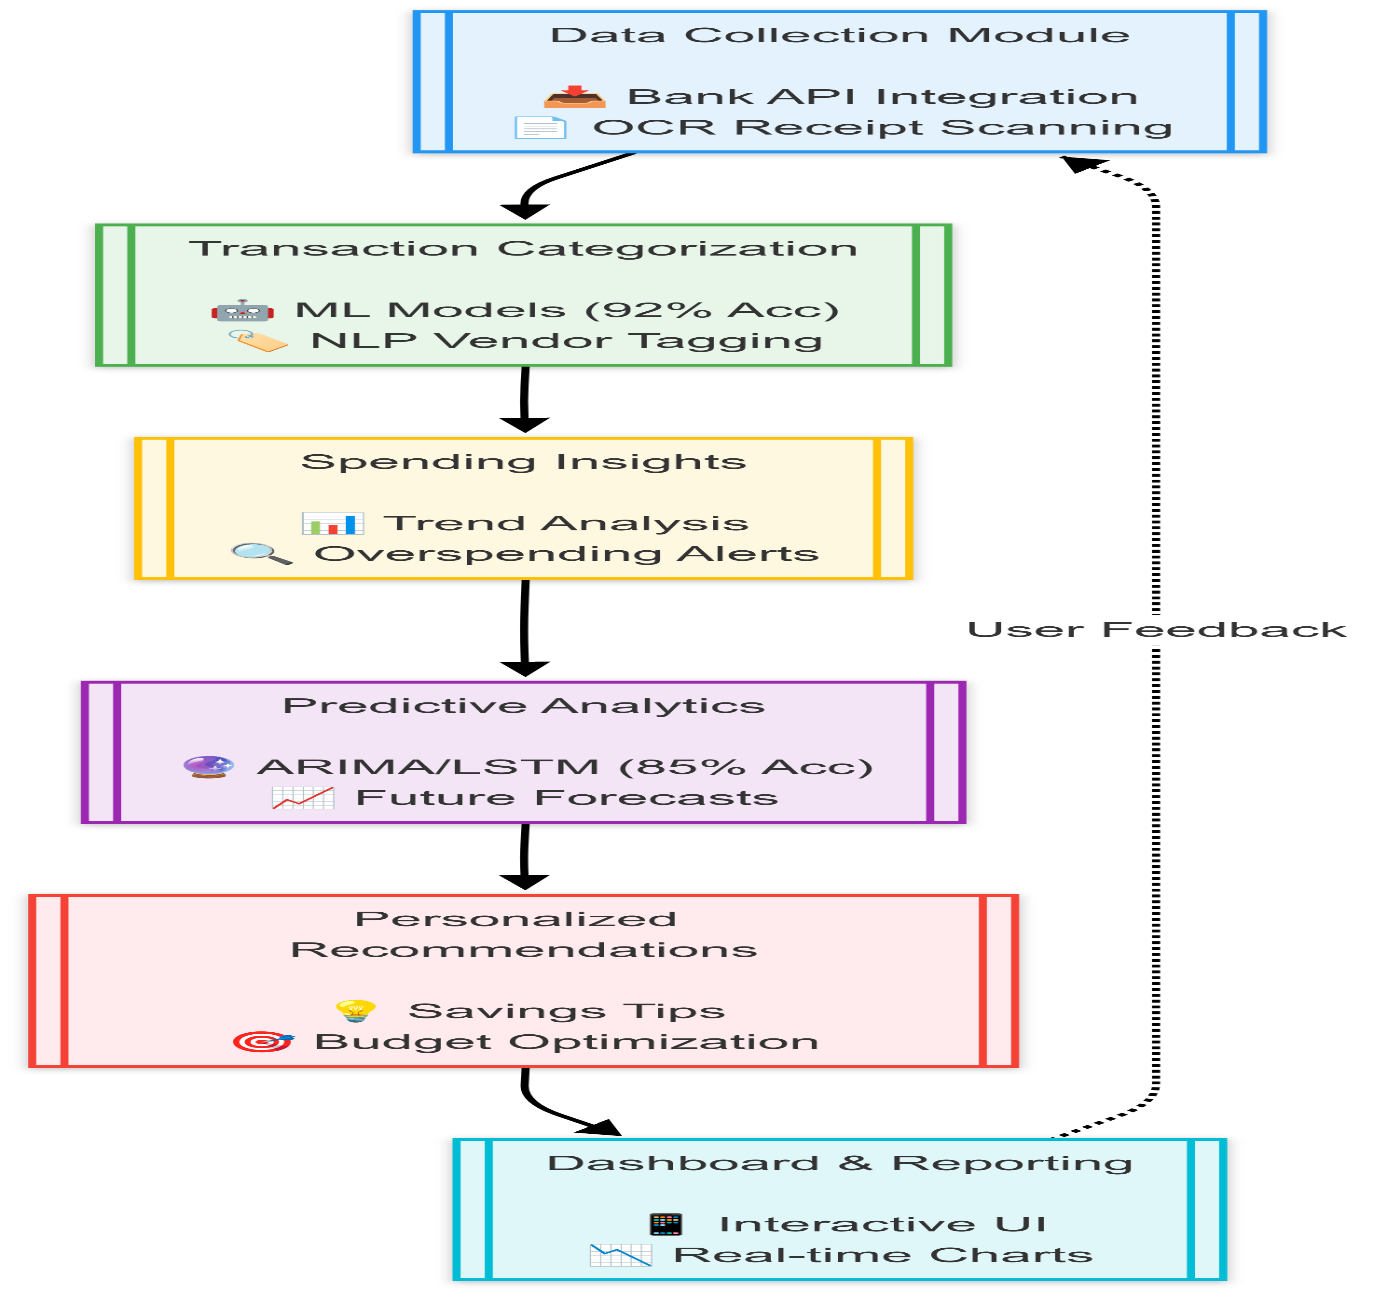 Data Collection Module
📥 Bank API Integration
📄 OCR Receipt Scanning
Transaction Categorization
🤖 ML Models (92% Acc)
🏷️ NLP Vendor Tagging
Spending Insights
📊 Trend Analysis
🔍 Overspending Alerts
User Feedback
Predictive Analytics
🔮 ARIMA/LSTM (85% Acc)
📈 Future Forecasts
Personalized
Recommendations
💡 Savings Tips
🎯 Budget Optimization
Dashboard & Reporting
📱 Interactive UI
📉 Real-time Charts